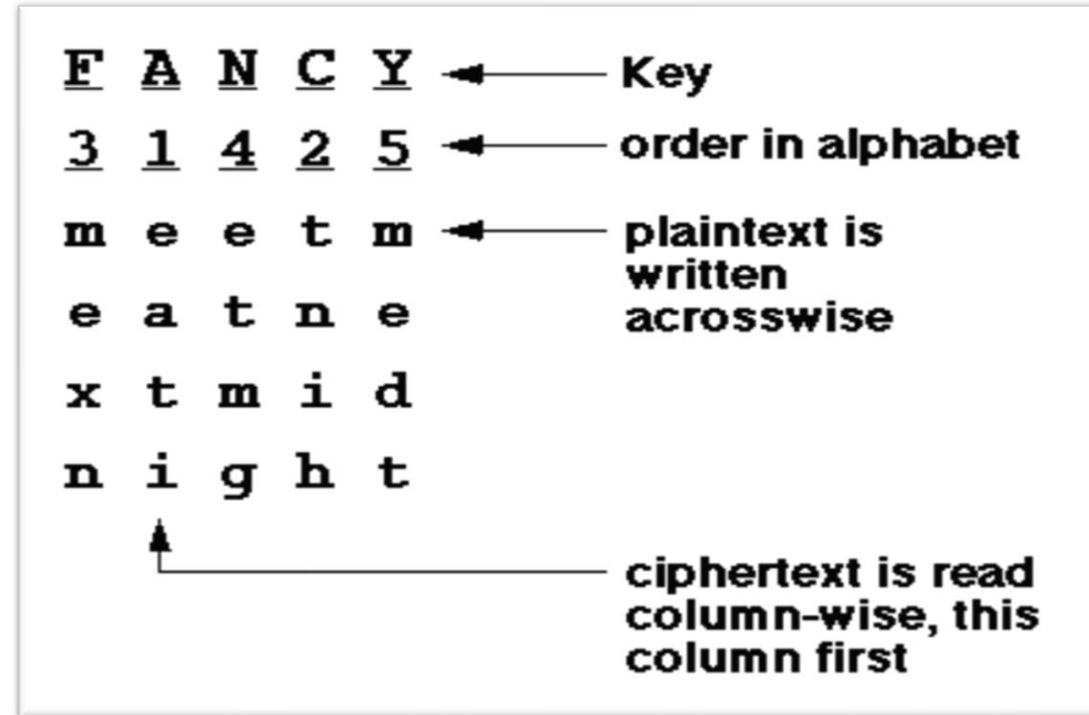 F A N C Y Key
3 1 4 2 5 order in alphabet
m e e t m plaintext is
written
e a t n e acrosswise
x t m i d
n i g h t
ciphertext is read
column-wise, this
column first